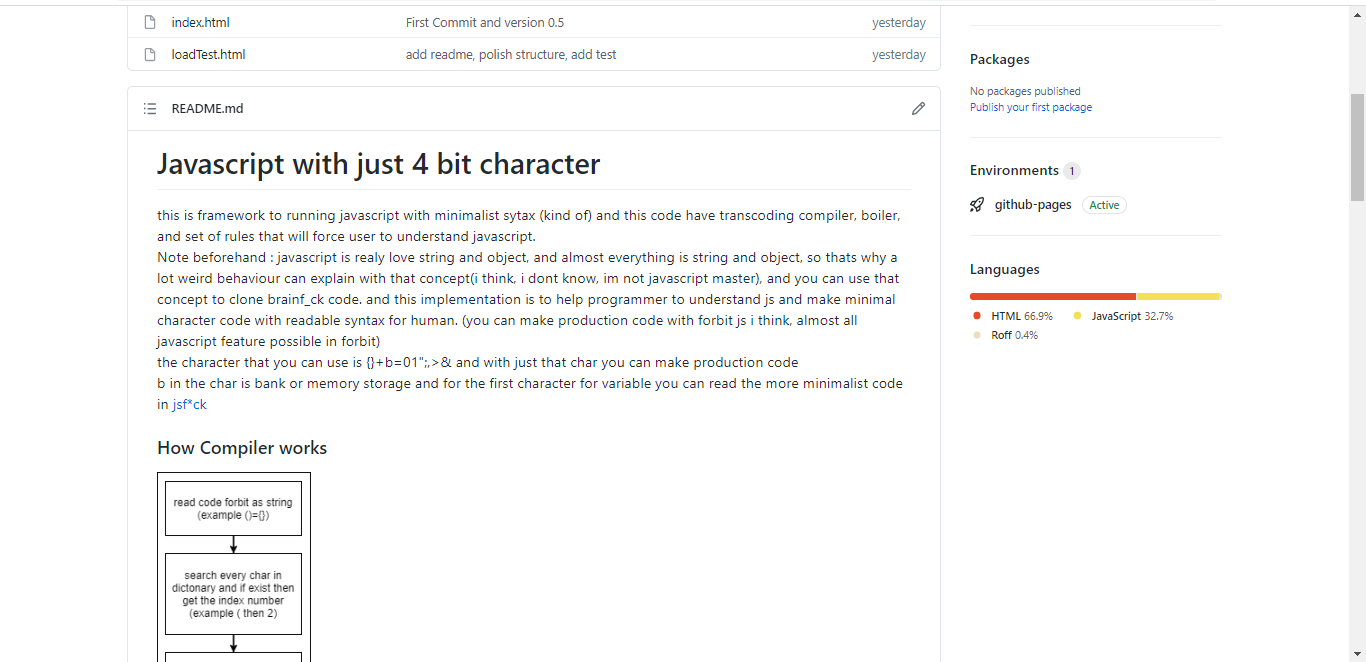 index.html First Commit and version 0.5 yesterday
loadTest.html add readme, polish structure, add test yesterday
README.md
Javascript with just 4 bit character
this is framework to running javascript with minimalist sytax (kind of) and this code have transcoding compiler, boiler,
and set of rules that will force user to understand javascript.
Note beforehand : javascript is realy love string and object, and almost everything is string and object, so thats why a
lot weird behaviour can explain with that concept(i think, i dont know, im not javascript master), and you can use that
concept to clone brainf_ck code. and this implementation is to help programmer to understand js and make minimal
character code with readable syntax for human. (you can make production code with forbit js i think, almost all
javascript feature possible in forbit)
the character that you can use is {}+b=01";,>& and with just that char you can make production code
b in the char is bank or memory storage and for the first character for variable you can read the more minimalist code
in jsf*ck
How Compiler works
read code forbit as string
(example ()={})
search every char in
dictonary and if exist then
get the index number
(example ( then 2)
Packages
No packages published
Publish your first package
Environments 1
github-pages Active
Languages
HTML 66.9% JavaScript 32.7%
Roff 0.4%